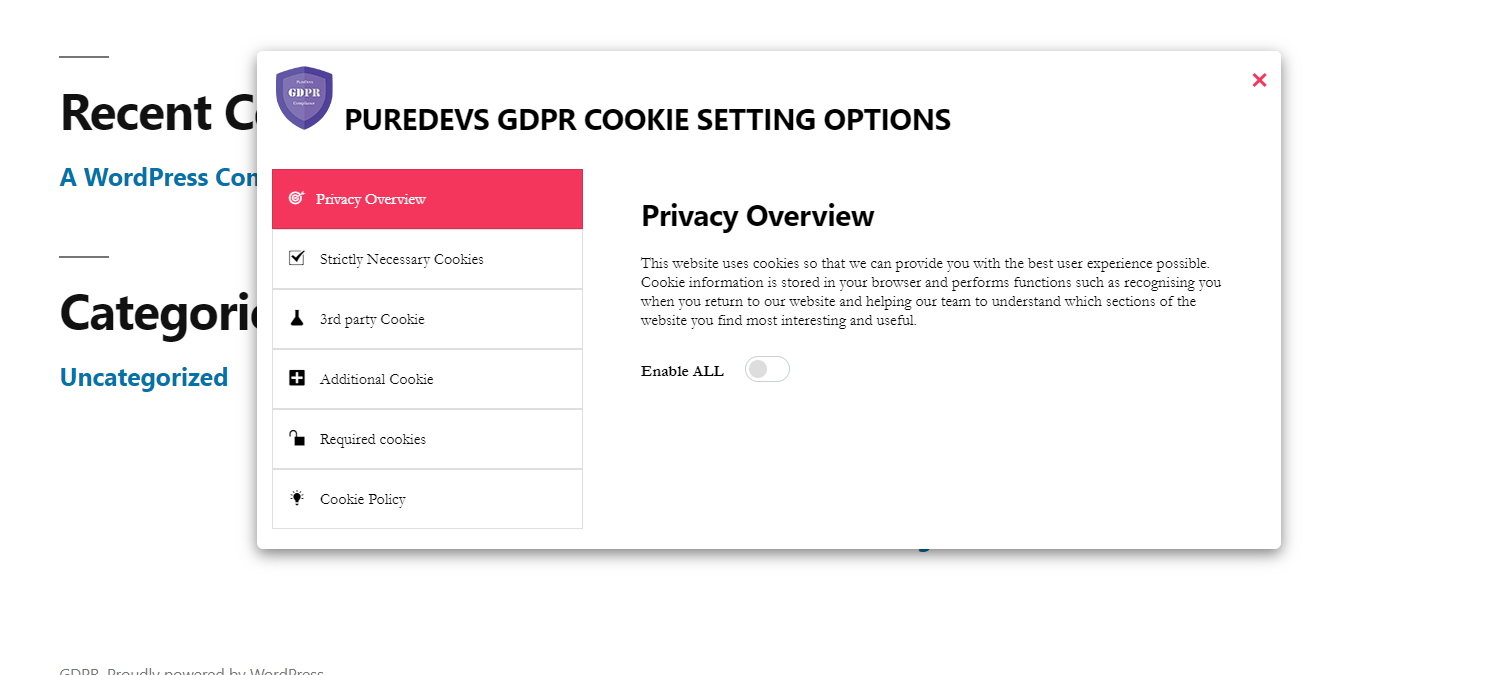 Recent C
A WordPress Con
Categori
Uncategorized
GDPR
Compliance
PUREDEVS GDPR COOKIE SETTING OPTIONS
×
Privacy Overview
Strictly Necessary Cookies
3rd party Cookie
Additional Cookie
Required cookies
Cookie Policy
Privacy Overview
This website uses cookies so that we can provide you with the best user experience possible.
Cookie information is stored in your browser and performs functions such as recognising you
when you return to our website and helping our team to understand which sections of the
website you find most interesting and useful.
Enable ALL
GDPR, Proudly powered by WordPress